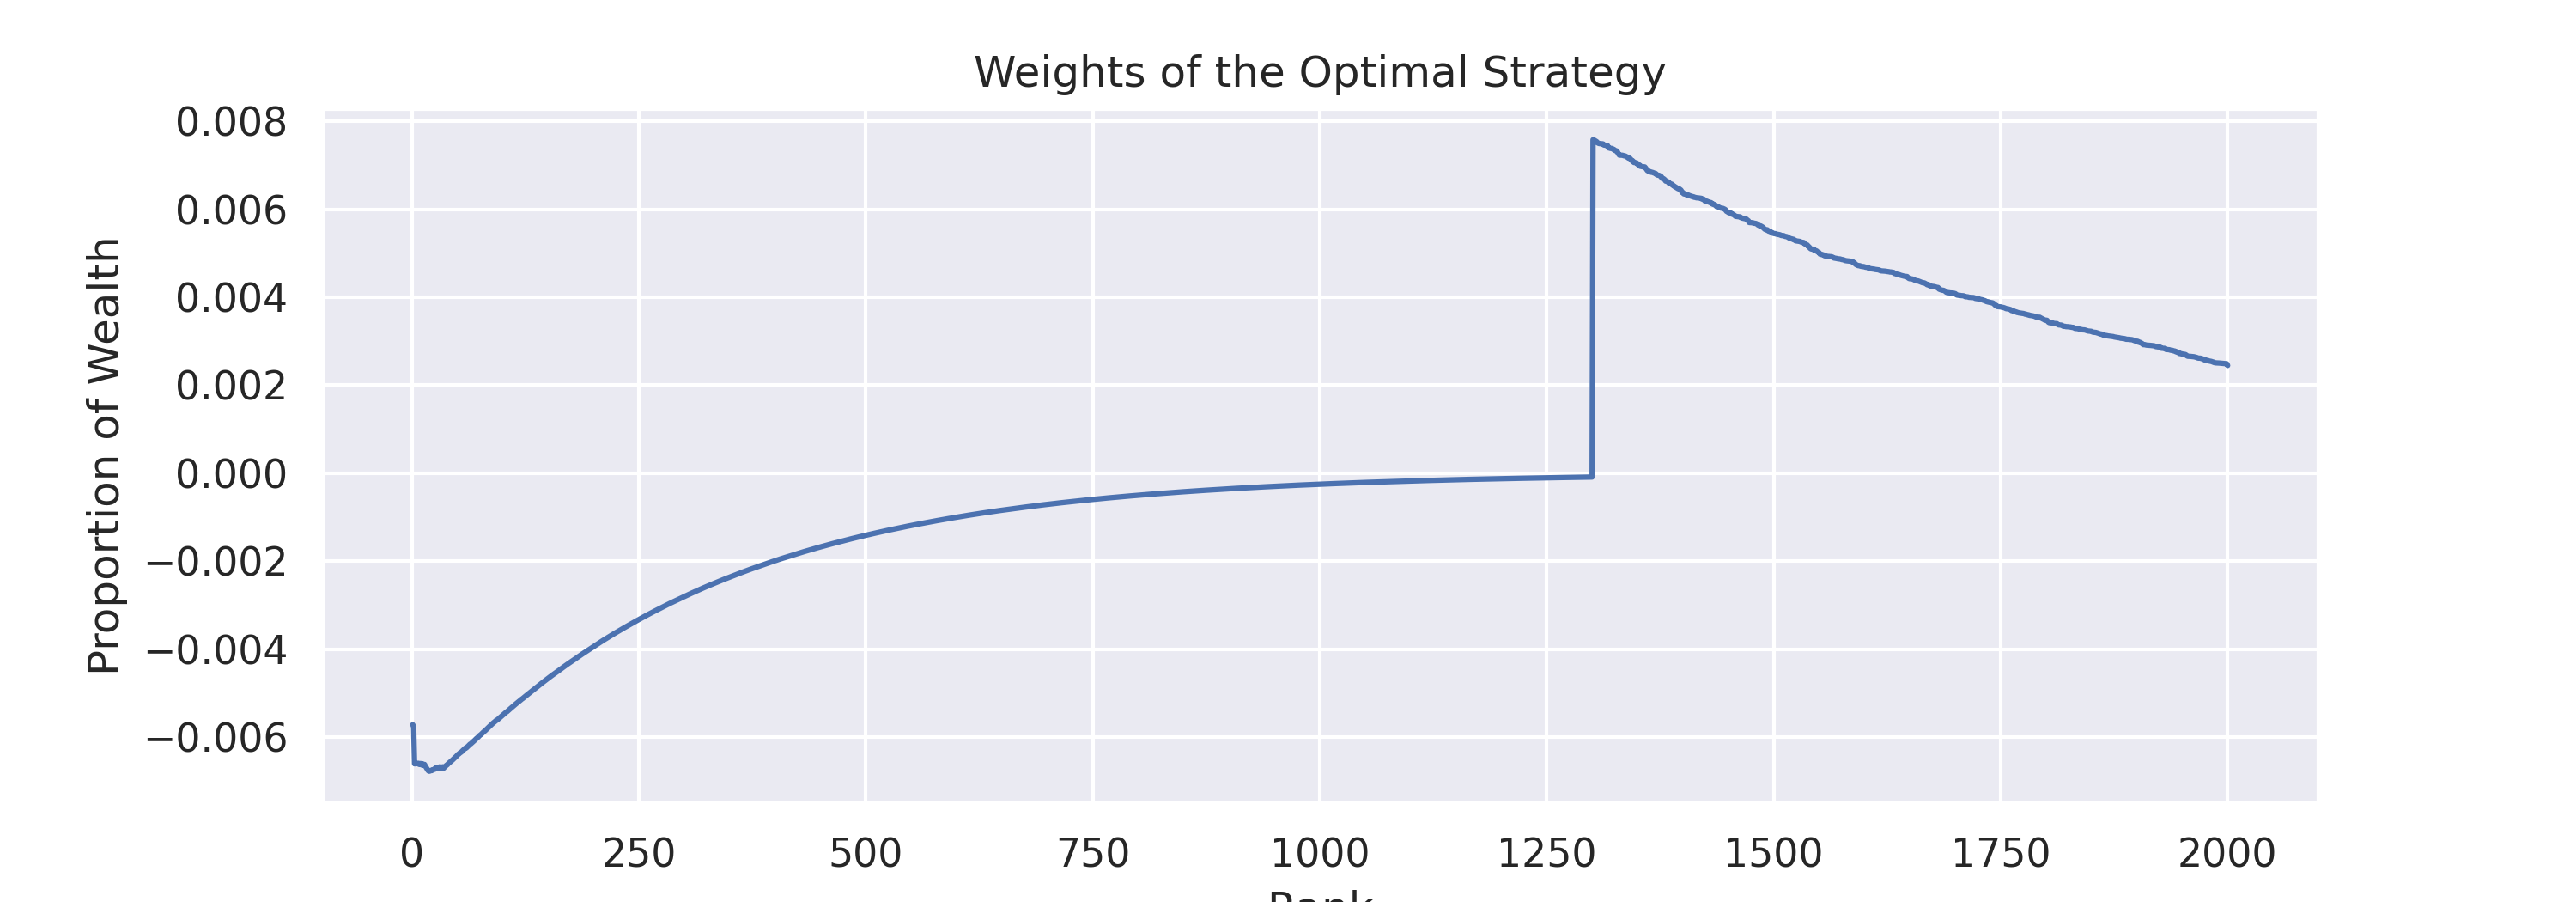 Weights of the Optimal Strategy
Proportion of Wealth
0.008
0.006
0.004
0.002
0.000
−0.002
−0.004
−0.006
0 250 500 750 1000 1250 1500 1750 2000
Rank